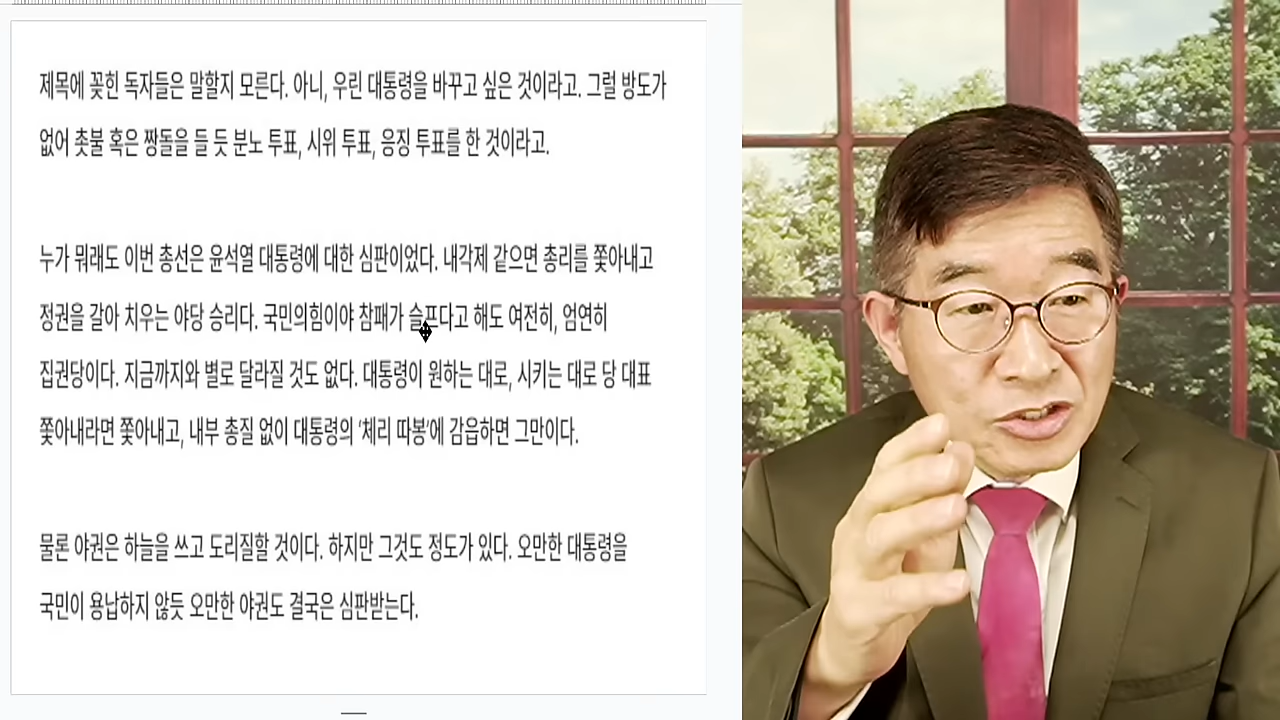 제목에 꽂힌 독자들은 말할지 모른다. 아니, 우린 대통령을 바꾸고 싶은 것이라고. 그럴 방도가
없어 촛불 혹은 짱돌을 들 듯 분노 투표, 시위 투표, 응징 투표를 한 것이라고.
누가 뭐래도 이번 총선은 윤석열 대통령에 대한 심판이었다. 내각제 같으면 총리를 쫓아내고
정권을 갈아 치우는 야당 승리다. 국민의힘이야 참패가 슬프다고 해도 여전히, 엄연히
집권당이다. 지금까지와 별로 달라질 것도 없다. 대통령이 원하는 대로, 시키는 대로 당 대표
쫓아내라면 쫓아내고, 내부 총질 없이 대통령의 ‘체리 따봉’에 감읍하면 그만이다.
물론 야권은 하늘을 쓰고 도리질할 것이다. 하지만 그것도 정도가 있다. 오만한 대통령을
국민이 용납하지 않듯 오만한 야권도 결국은 심판받는다.